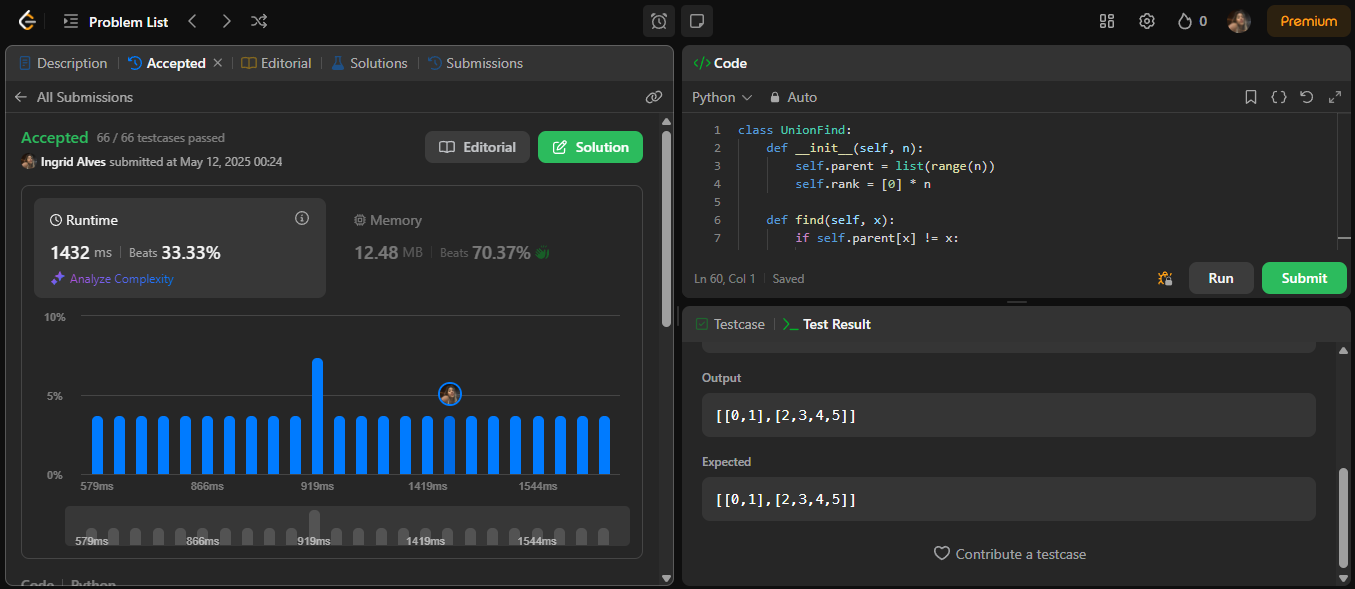 Problem List
0
Premium
Description
Accepted
Editorial
Solutions
Submissions
All Submissions
Accepted 66 / 66 testcases passed
Ingrid Alves submitted at May 12, 2025 00:24
Editorial
Solution
Runtime
1432 ms Beats 33.33%
Analyze Complexity
Memory
12.48 MB Beats 70.37%
10%
5%
0%
579ms 866ms 919ms 1419ms 1544ms
579ms 866ms 919ms 1419ms 1544ms
Code | Python
</> Code
Python Auto
1 class UnionFind:
2 def __init__(self, n):
3 self.parent = list(range(n))
4 self.rank = [0] * n
5
6 def find(self, x):
7 if self.parent[x] != x:
Ln 60, Col 1 Saved
Run
Submit
Testcase
>_ Test Result
Output
[[0,1],[2,3,4,5]]
Expected
[[0,1],[2,3,4,5]]
Contribute a testcase